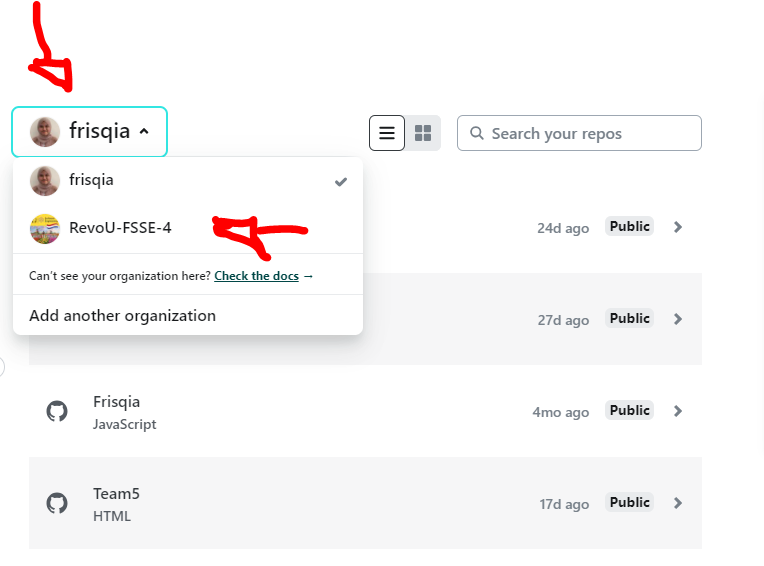 frisqia
Search your repos
frisqia
RevoU-FSSE-4
24d ago Public
Can't see your organization here? Check the docs →
Add another organization
27d ago Public
Frisqia
JavaScript
4mo ago Public
Team5
HTML
17d ago Public